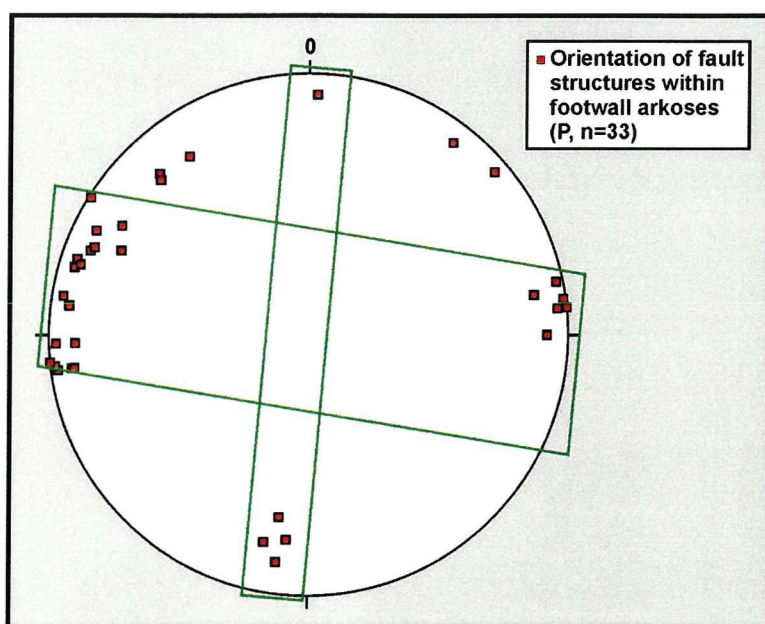 0
Orientation of fault
structures within
footwall arkoses
(P, n=33)